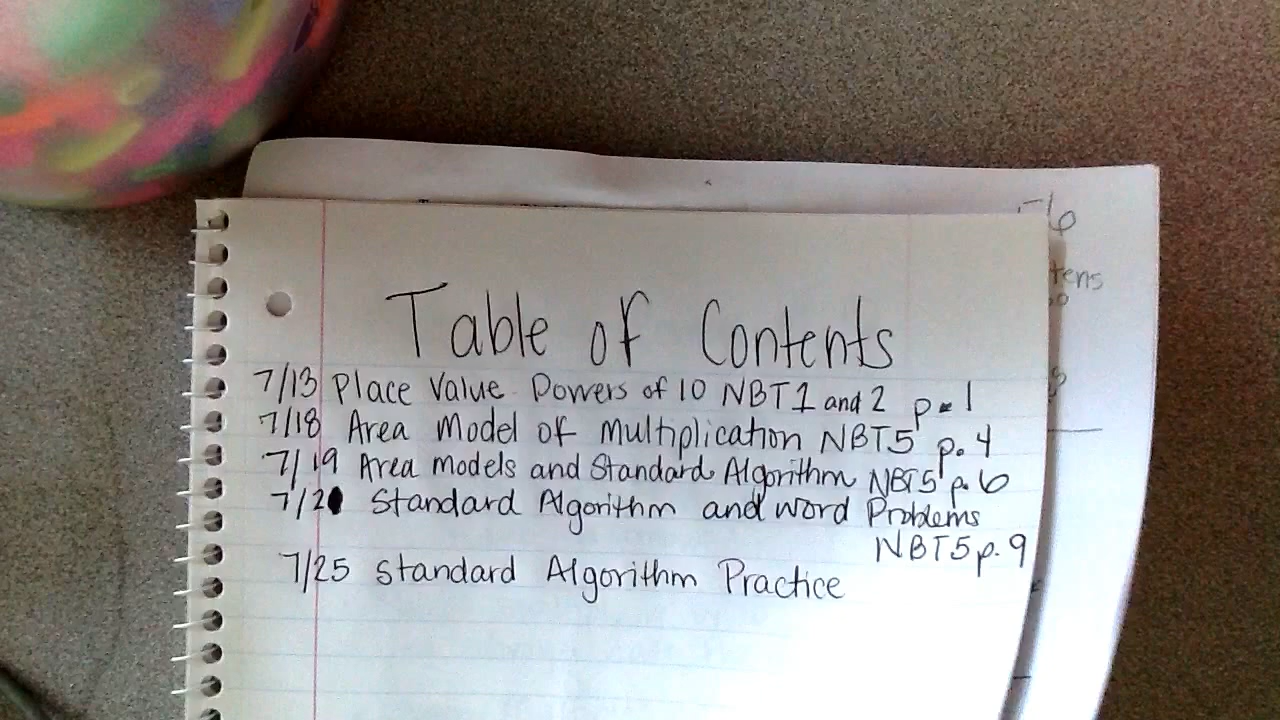 Table of Contents
7/13 Place Value Powers of 10 NBT1 and 2 p. 1
7/18 Area Model of Multiplication NBT5 p. 4
7/19 Area models and Standard Algorithm NBT5 p. 6
Standard Algorithm and word Problems
NBT5 p. 9
7/25 Standard Algorithm Practice
tens